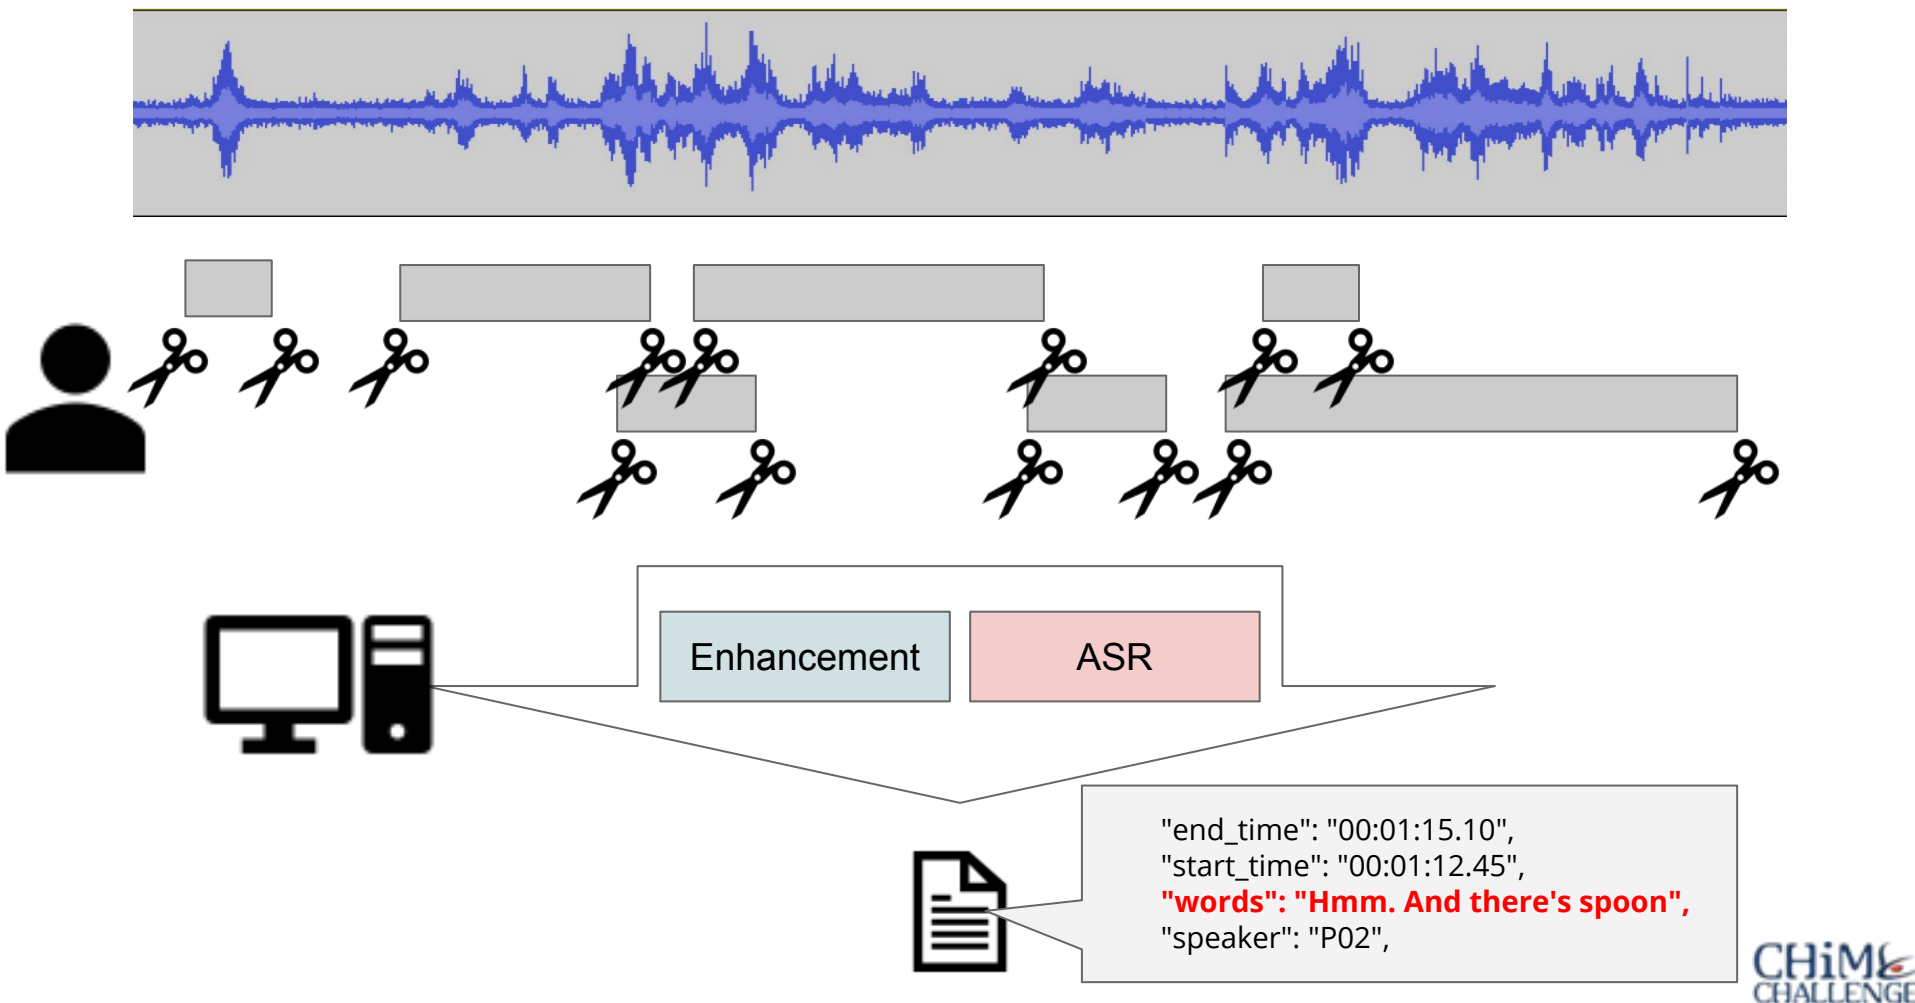 Enhancement
ASR
"end_time": "00:01:15.10",
"start_time": "00:01:12.45",
"words": "Hmm. And there's spoon",
"speaker": "P02",
CHiME
CHALLENGE